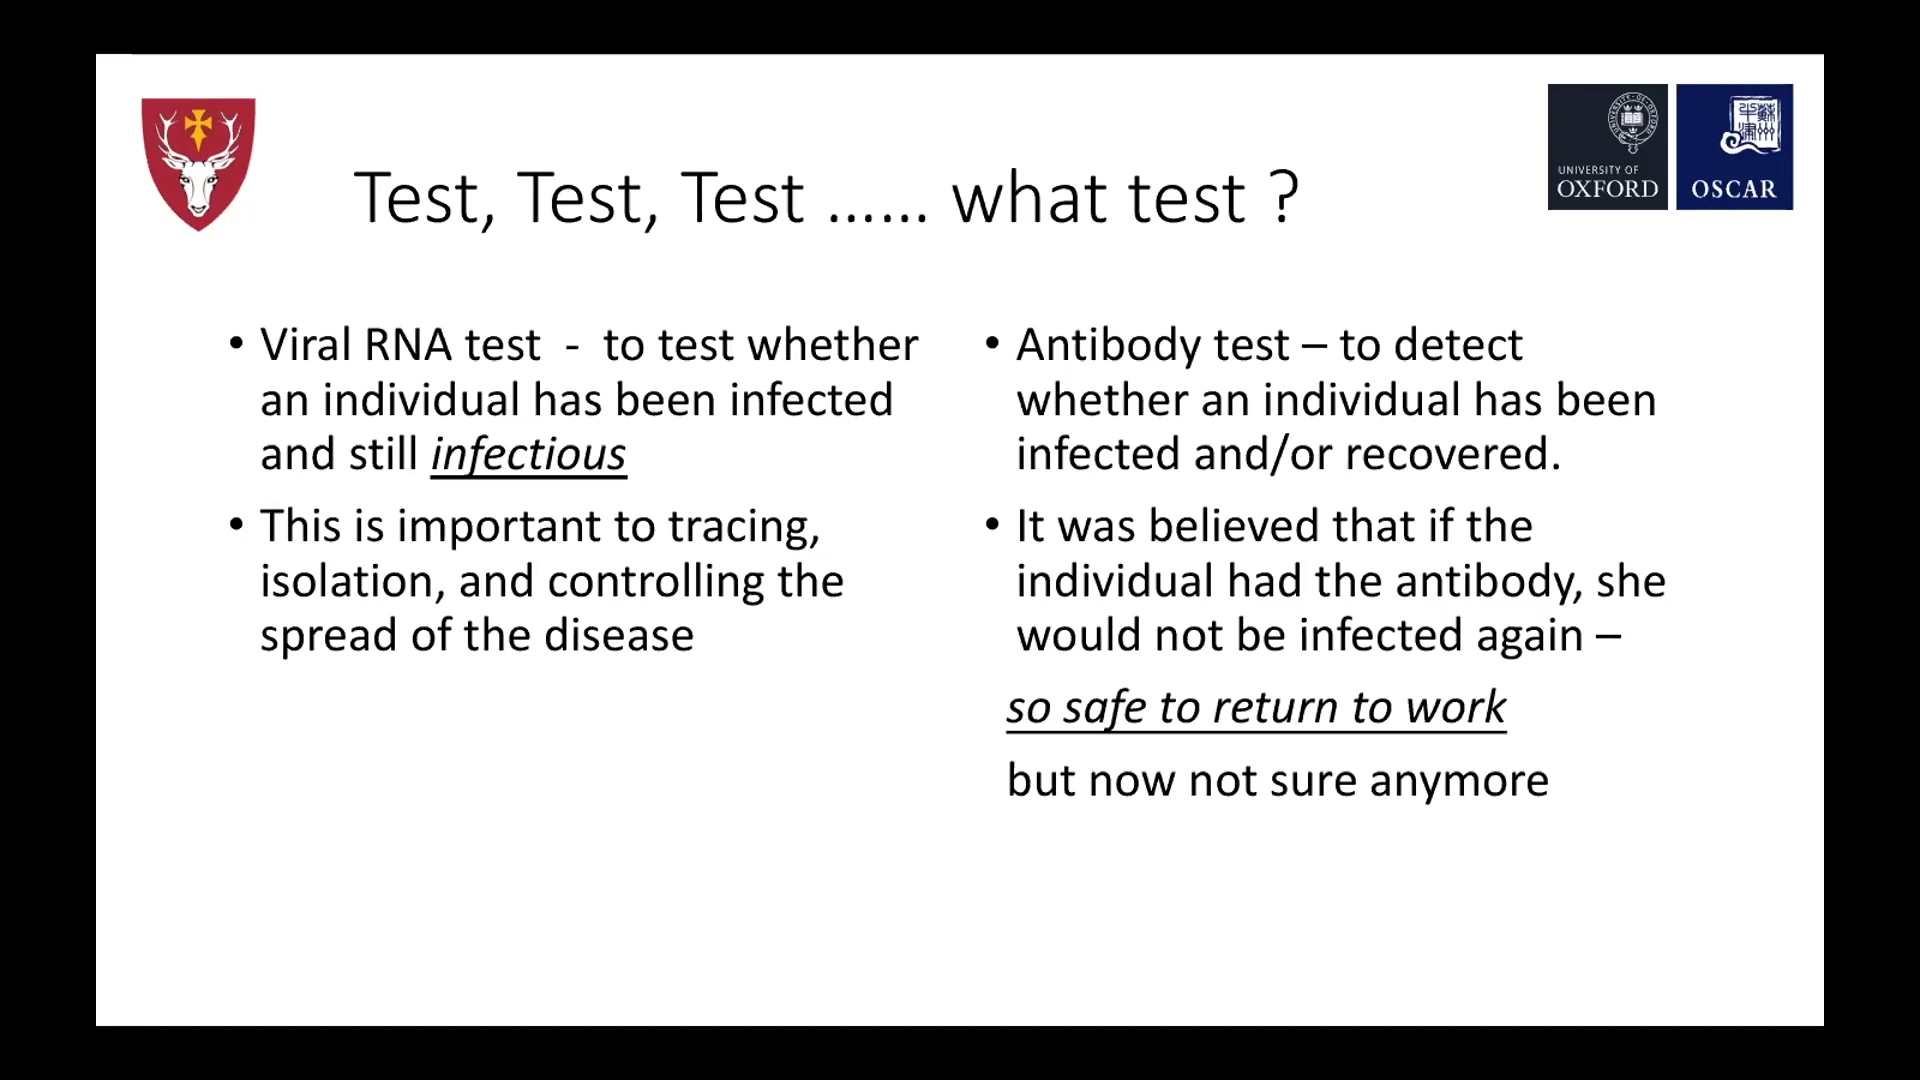 Test, Test, Test …… what test ?
UNIVERSITY OF
OXFORD
OSCAR
• Viral RNA test  -  to test whether
an individual has been infected
and still infectious
• This is important to tracing,
isolation, and controlling the
spread of the disease
• Antibody test – to detect
whether an individual has been
infected and/or recovered.
• It was believed that if the
individual had the antibody, she
would not be infected again –
so safe to return to work
but now not sure anymore